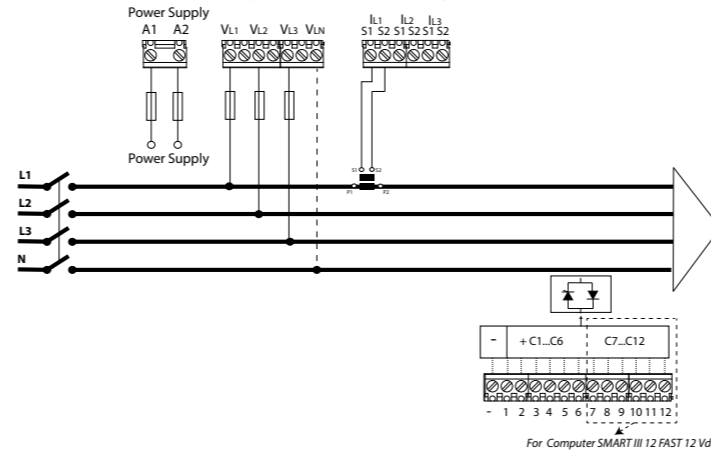 Power Supply
A1 A2
VL1 VL2 VL3 VLN
IL1 IL2 IL3
S1 S2 S1 S2 S1 S2
Power Supply
S1 S2
L1
P1 P2
L2
L3
N
- + C1...C6 C7...C12
- 1 2 3 4 5 6 7 8 9 10 11 12
For Computer SMART III 12 FAST 12 Vd